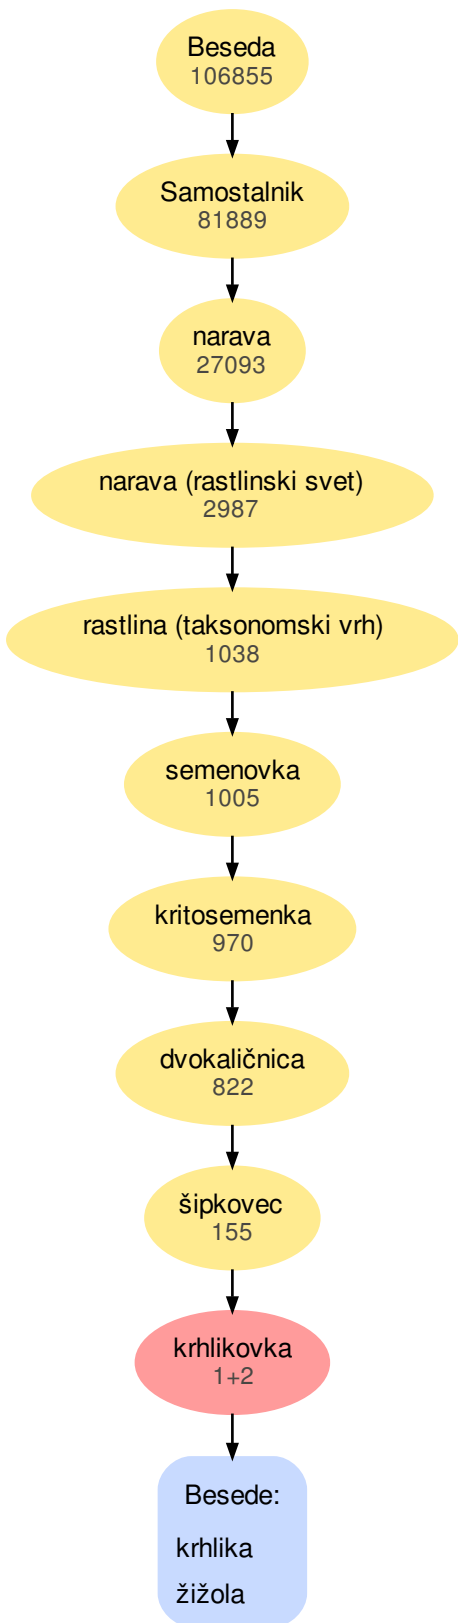 Beseda
106855
Samostalnik
81889
narava
27093
narava (rastlinski svet)
2987
rastlina (taksonomski vrh)
1038
semenovka
1005
kritosemenka
970
dvokaličnica
822
šipkovec
155
krhlikovka
1+2
Besede:
krhlika
žižola